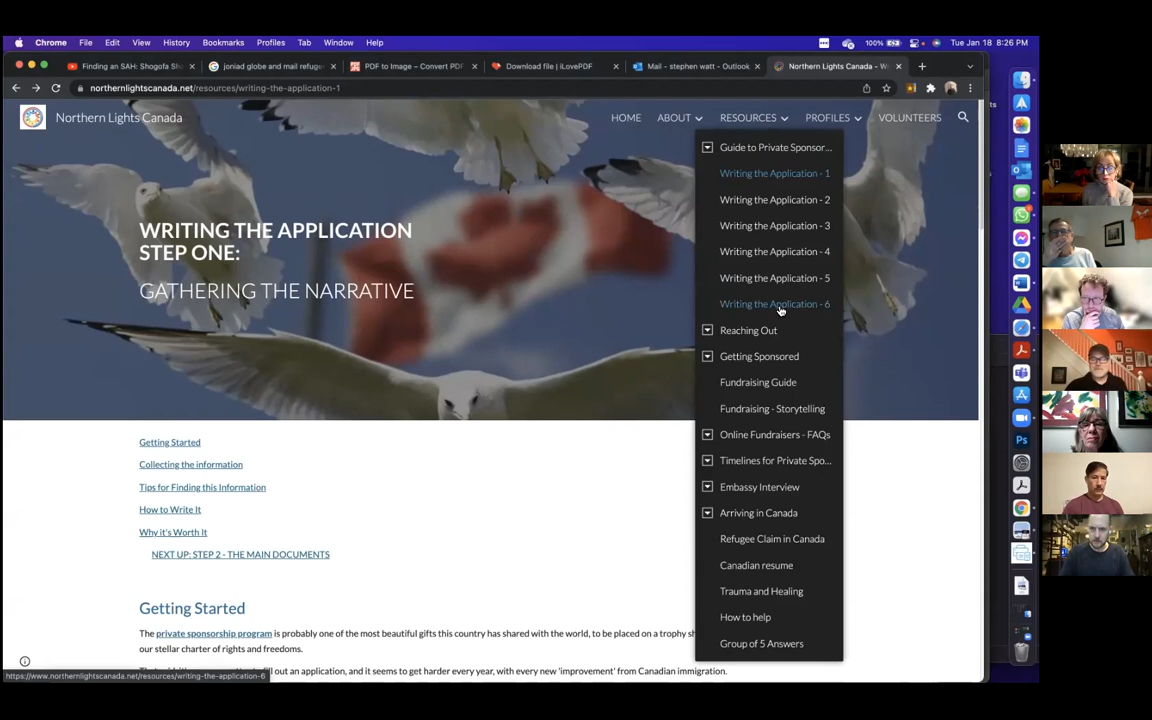 Chrome File Edit View History Bookmarks Profiles Tab Window Help
100% Tue Jan 18 8:26 PM
Finding an SAH: Shogofa Sh
joniad globe and mail refuge
PDF to Image – Convert PDF
Download file | iLovePDF
Mail - stephen watt - Outlook
Northern Lights Canada - W
northernlightscanada.net/resources/writing-the-application-1
Northern Lights Canada
HOME ABOUT RESOURCES PROFILES VOLUNTEERS
Guide to Private Sponsor...
Writing the Application - 1
Writing the Application - 2
Writing the Application - 3
Writing the Application - 4
Writing the Application - 5
Writing the Application - 6
Reaching Out
Getting Sponsored
Fundraising Guide
Fundraising - Storytelling
Online Fundraisers - FAQs
Timelines for Private Spo...
Embassy Interview
Arriving in Canada
Refugee Claim in Canada
Canadian resume
Trauma and Healing
How to help
Group of 5 Answers
WRITING THE APPLICATION
STEP ONE:
GATHERING THE NARRATIVE
Getting Started
Collecting the information
Tips for Finding this Information
How to Write It
Why it's Worth It
NEXT UP: STEP 2 - THE MAIN DOCUMENTS
Getting Started
The private sponsorship program is probably one of the most beautiful gifts this country has shared with the world, to be placed on a trophy sh
our stellar charter of rights and freedoms.
ill out an application, and it seems to get harder every year, with every new 'improvement' from Canadian immigration.
https://www.northernlightscanada.net/resources/writing-the-application-6
Ps